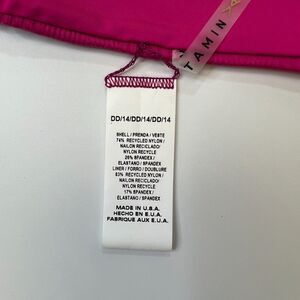 TAMIN A
DD/14/DD/14/DD/14
SHELL / PRENDA / VESTE
74% RECYCLED NYLON /
NAILON RECICLADO/
NYLON RECYCLE
26% SPANDEX /
ELASTANO / SPANDEX
LINER / FORRO / DOUBLURE
83% RECYCLED NYLON /
NAILON RECICLADO/
NYLON RECYCLE
17% SPANDEX /
ELASTANO / SPANDEX
MADE IN U.S.A.
HECHO EN E.U.A.
FABRIQUE AUX E.U.A.